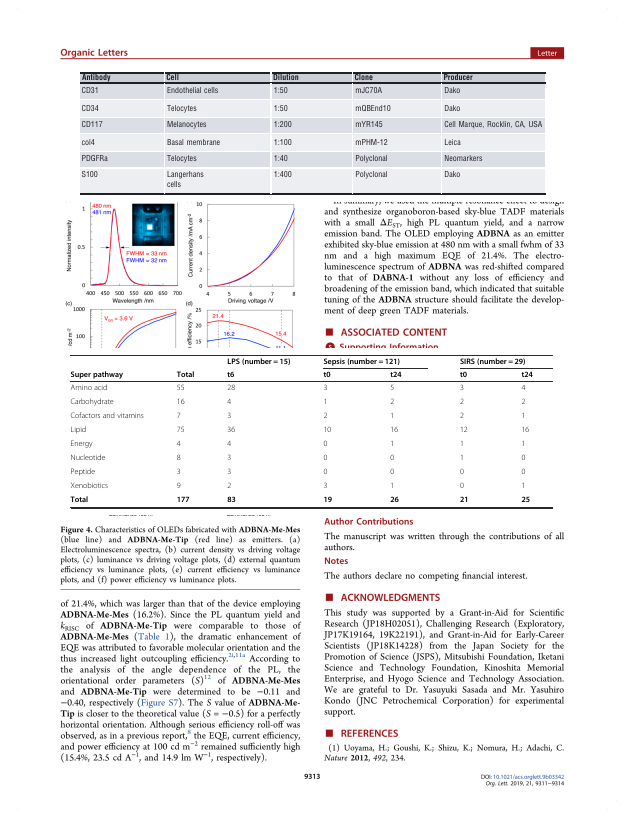 Organic Letters
Letter
Antibody Cell Dilution Clone Producer
CD31 Endothelial cells 1:50 mJC70A Dako
CD34 Telocytes 1:50 mQBEnd10 Dako
CD117 Melanocytes 1:200 mYR145 Cell Marque, Rocklin, CA, USA
col4 Basal membrane 1:100 mPHM-12 Leica
PDGFRa Telocytes 1:40 Polyclonal Neomarkers
S100 Langerhans cells 1:400 Polyclonal Dako
480 nm
481 nm
FWHM = 33 nm
FWHM = 32 nm
Normalized intensity
1
0.5
0
400 450 500 550 600 650 700
Wavelength /nm
Current density /mA cm-2
10
8
6
4
2
0
4 5 6 7 8
Driving voltage /V
(c)
1000
100
Von = 3.6 V
(d)
25
20
15
21.4
16.2
15.4
and synthesize organoboron-based sky-blue TADF materials
with a small ΔEST, high PL quantum yield, and a narrow
emission band. The OLED employing ADBNA as an emitter
exhibited sky-blue emission at 480 nm with a small fwhm of 33
nm and a high maximum EQE of 21.4%. The electro-
luminescence spectrum of ADBNA was red-shifted compared
to that of DABNA-1 without any loss of efficiency and
broadening of the emission band, which indicated that suitable
tuning of the ADBNA structure should facilitate the develop-
ment of deep green TADF materials.
■ ASSOCIATED CONTENT
LPS (number = 15) Sepsis (number = 121) SIRS (number = 29)
Super pathway Total t6 t0 t24 t0 t24
Amino acid 55 28 3 5 3 4
Carbohydrate 16 4 1 2 2 2
Cofactors and vitamins 7 3 2 1 2 1
Lipid 75 36 10 16 12 16
Energy 4 4 0 1 1 1
Nucleotide 8 3 0 0 1 0
Peptide 3 3 0 0 0 0
Xenobiotics 9 2 3 1 0 1
Total 177 83 19 26 21 25
Figure 4. Characteristics of OLEDs fabricated with ADBNA-Me-Mes
(blue line) and ADBNA-Me-Tip (red line) as emitters. (a)
Electroluminescence spectra, (b) current density vs driving voltage
plots, (c) luminance vs driving voltage plots, (d) external quantum
efficiency vs luminance plots, (e) current efficiency vs luminance
plots, and (f) power efficiency vs luminance plots.
of 21.4%, which was larger than that of the device employing
ADBNA-Me-Mes (16.2%). Since the PL quantum yield and
kRISC of ADBNA-Me-Tip were comparable to those of
ADBNA-Me-Mes (Table 1), the dramatic enhancement of
EQE was attributed to favorable molecular orientation and the
thus increased light outcoupling efficiency.2i,11a According to
the analysis of the angle dependence of the PL, the
orientational order parameters (S)12 of ADBNA-Me-Mes
and ADBNA-Me-Tip were determined to be −0.11 and
−0.40, respectively (Figure S7). The S value of ADBNA-Me-
Tip is closer to the theoretical value (S = −0.5) for a perfectly
horizontal orientation. Although serious efficiency roll-off was
observed, as in a previous report,8 the EQE, current efficiency,
and power efficiency at 100 cd m−2 remained sufficiently high
(15.4%, 23.5 cd A−1, and 14.9 lm W−1, respectively).
Author Contributions
The manuscript was written through the contributions of all
authors.
Notes
The authors declare no competing financial interest.
■ ACKNOWLEDGMENTS
This study was supported by a Grant-in-Aid for Scientific
Research (JP18H02051), Challenging Research (Exploratory,
JP17K19164, 19K22191), and Grant-in-Aid for Early-Career
Scientists (JP18K14228) from the Japan Society for the
Promotion of Science (JSPS), Mitsubishi Foundation, Iketani
Science and Technology Foundation, Kinoshita Memorial
Enterprise, and Hyogo Science and Technology Association.
We are grateful to Dr. Yasuyuki Sasada and Mr. Yasuhiro
Kondo (JNC Petrochemical Corporation) for experimental
support.
■ REFERENCES
(1) Uoyama, H.; Goushi, K.; Shizu, K.; Nomura, H.; Adachi, C.
Nature 2012, 492, 234.
9313
DOI: 10.1021/acs.orglett.9b03342
Org. Lett. 2019, 21, 9311−9314